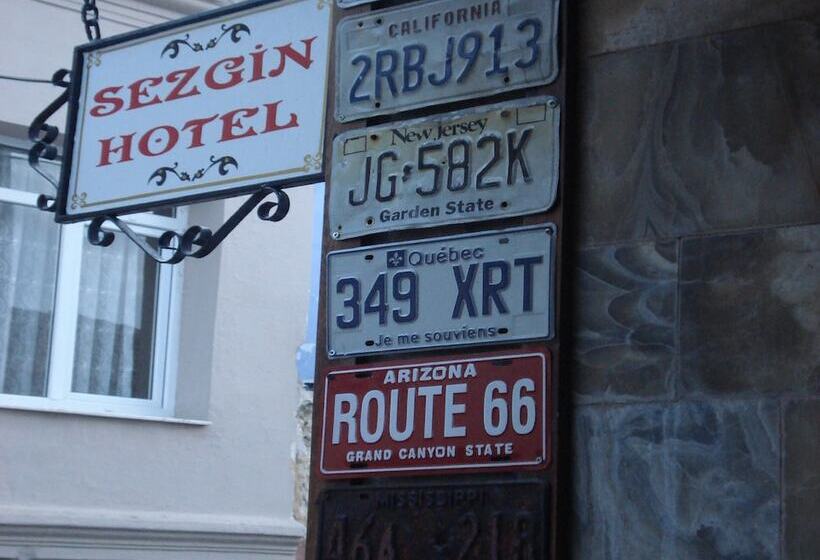 SEZGİN
HOTEL
CALIFORNIA
2RBJ913
New Jersey
JG•582K
Garden State
Québec
349 XRT
Je me souviens
ARIZONA
ROUTE 66
GRAND CANYON STATE
MISSISSIPPI